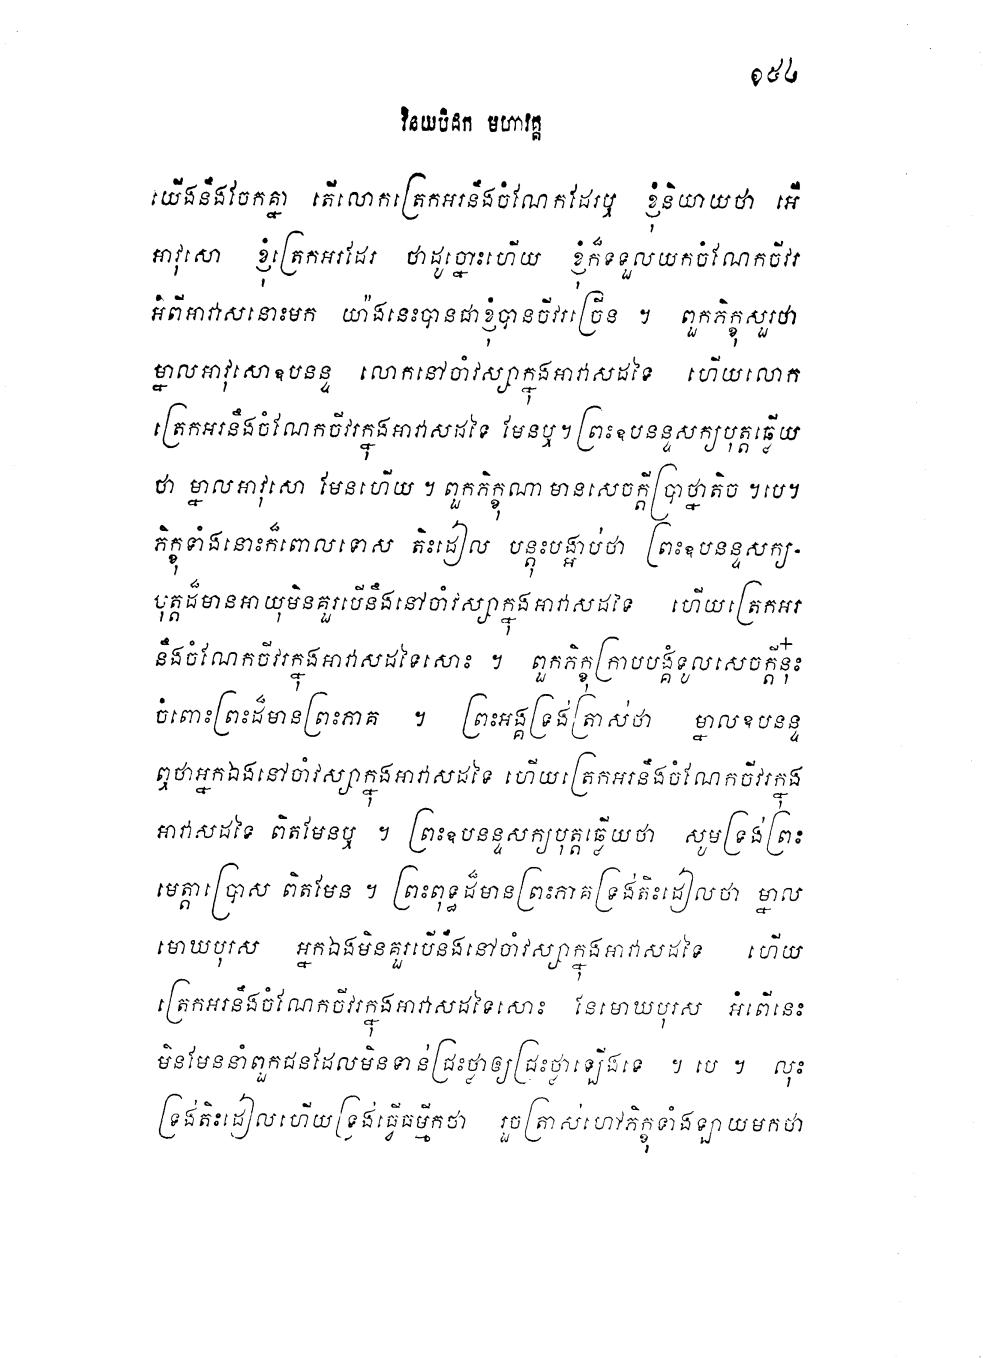 ១៩៤
វិនយបិដក មហាវគ្គ
យើងនឹងចែកគ្នា តើលោកត្រេកអរនឹងចំណែកដែរឬ ខ្ញុំនិយាយថា អើ
អាវុសោ ខ្ញុំត្រេកអរដែរ ថាដូច្នោះហើយ ខ្ញុំក៏ទទួលយកចំណែកចីវរ
អំពីអាវាសនោះមក យ៉ាងនេះបានជាខ្ញុំបានចីវរច្រើន ។ ពួកភិក្ខុសួរថា
ម្នាលអាវុសោឧបនន្ទ លោកនៅចាំវស្សាក្នុងអាវាសដទៃ ហើយលោក
ត្រេកអរនឹងចំណែកចីវរក្នុងអាវាសដទៃ មែនឬ។ ព្រះឧបនន្ទសក្យបុត្តឆ្លើយ
ថា ម្នាលអាវុសោ មែនហើយ ។ ពួកភិក្ខុណាមានសេចក្តីប្រាថ្នាតិច ។បេ។
ភិក្ខុទាំងនោះក៏ពោលទោស តិះដៀល បន្តុះបង្អាប់ថា ព្រះឧបនន្ទសក្យ-
បុត្តដ៏មានអាយុមិនគួរបើនឹងនៅចាំវស្សាក្នុងអាវាសដទៃ ហើយត្រេកអរ
នឹងចំណែកចីវរក្នុងអាវាសដទៃសោះ ។ ពួកភិក្ខុក្រាបបង្គំទូលសេចក្តីនុ៎ះ
ចំពោះព្រះដ៏មានព្រះភាគ ។ ព្រះអង្គទ្រង់ត្រាស់ថា ម្នាលឧបនន្ទ
ឮថាអ្នកឯងនៅចាំវស្សាក្នុងអាវាសដទៃ ហើយត្រេកអរនឹងចំណែកចីវរក្នុង
អាវាសដទៃ ពិតមែនឬ ។ ព្រះឧបនន្ទសក្យបុត្តឆ្លើយថា សូមទ្រង់ព្រះ
មេត្តាប្រោស ពិតមែន ។ ព្រះពុទ្ធដ៏មានព្រះភាគទ្រង់តិះដៀលថា ម្នាល
មោឃបុរស អ្នកឯងមិនគួរបើនឹងនៅចាំវស្សាក្នុងអាវាសដទៃ ហើយ
ត្រេកអរនឹងចំណែកចីវរក្នុងអាវាសដទៃសោះ នែមោឃបុរស អំពើនេះ
មិនមែននាំពួកជនដែលមិនទាន់ជ្រះថ្លាឲ្យជ្រះថ្លាឡើងទេ ។ បេ ។ លុះ
ទ្រង់តិះដៀលហើយទ្រង់ធ្វើធម្មីកថា រួចត្រាស់ហៅភិក្ខុទាំងឡាយមកថា